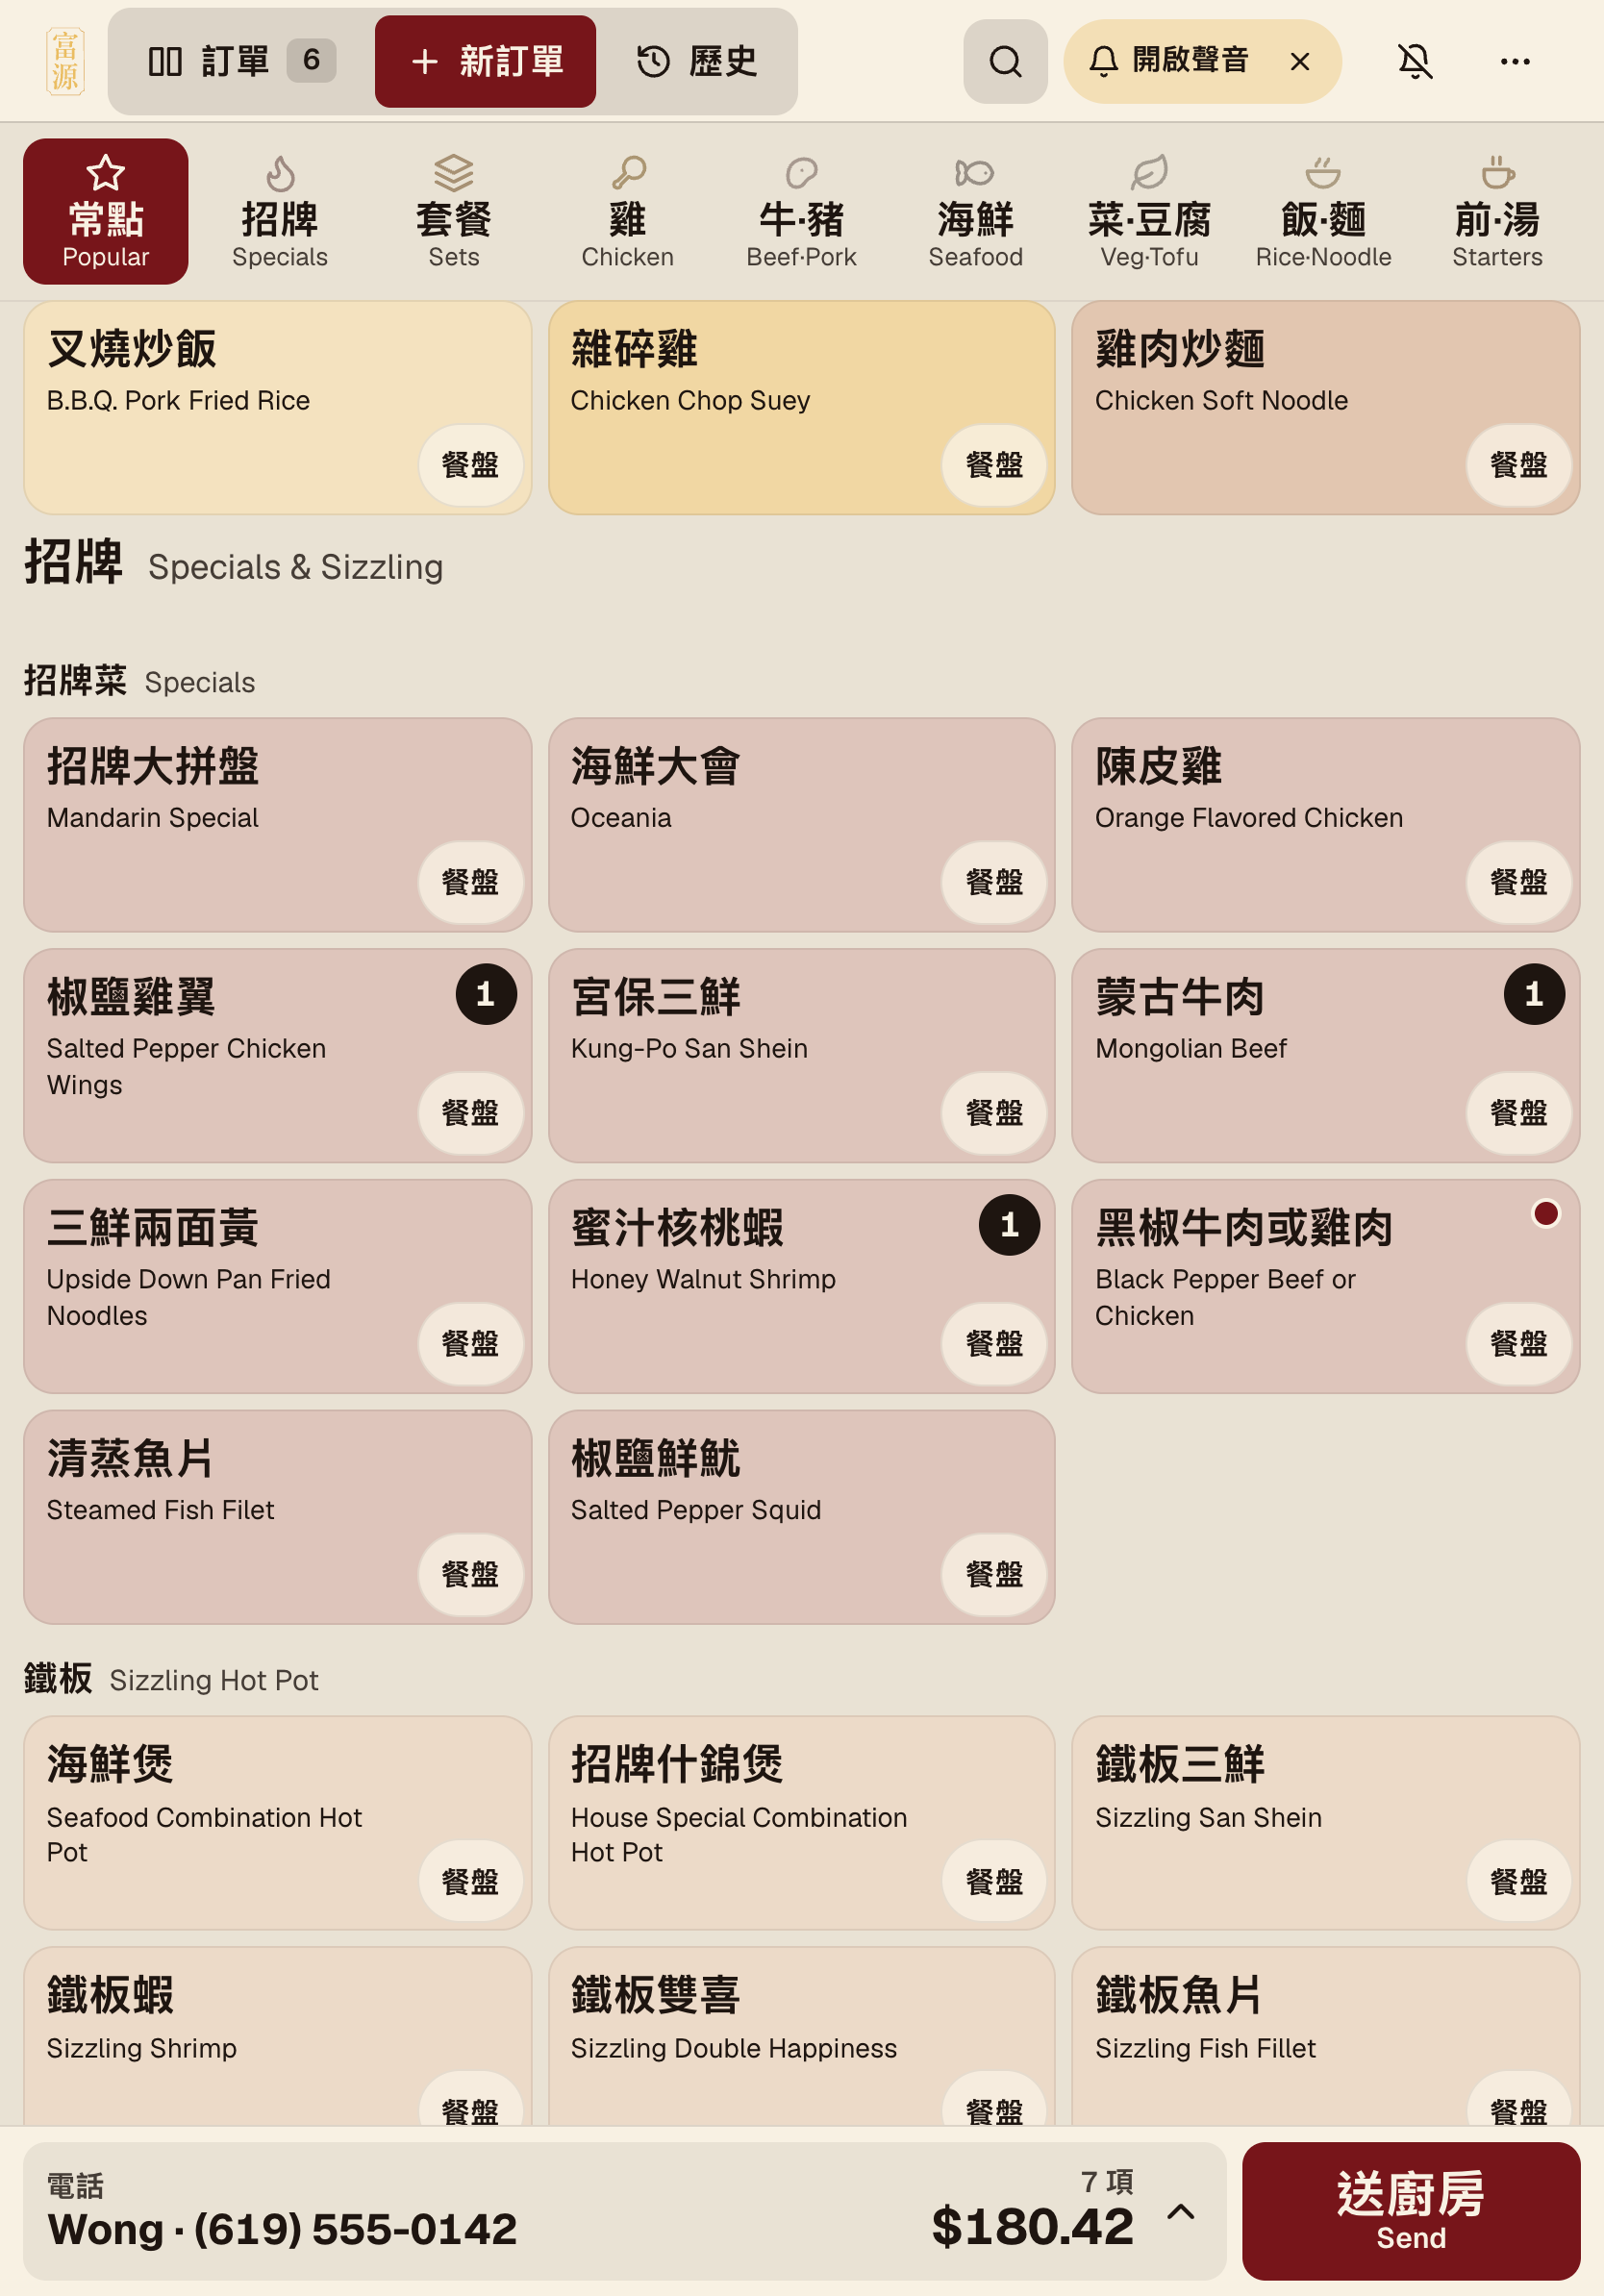 富源
訂單 6
新訂單
歷史
開啟聲音
常點
Popular
招牌
Specials
套餐
Sets
雞
Chicken
牛·豬
Beef·Pork
海鮮
Seafood
菜·豆腐
Veg·Tofu
飯·麵
Rice·Noodle
前·湯
Starters
叉燒炒飯
B.B.Q. Pork Fried Rice
餐盤
雜碎雞
Chicken Chop Suey
餐盤
雞肉炒麵
Chicken Soft Noodle
餐盤
招牌 Specials & Sizzling
招牌菜 Specials
招牌大拼盤
Mandarin Special
餐盤
海鮮大會
Oceania
餐盤
陳皮雞
Orange Flavored Chicken
餐盤
椒鹽雞翼
1
Salted Pepper Chicken
Wings
餐盤
宮保三鮮
Kung-Po San Shein
餐盤
蒙古牛肉
1
Mongolian Beef
餐盤
三鮮兩面黃
Upside Down Pan Fried
Noodles
餐盤
蜜汁核桃蝦
1
Honey Walnut Shrimp
餐盤
黑椒牛肉或雞肉
Black Pepper Beef or
Chicken
餐盤
清蒸魚片
Steamed Fish Filet
餐盤
椒鹽鮮魷
Salted Pepper Squid
餐盤
鐵板 Sizzling Hot Pot
海鮮煲
Seafood Combination Hot
Pot
餐盤
招牌什錦煲
House Special Combination
Hot Pot
餐盤
鐵板三鮮
Sizzling San Shein
餐盤
鐵板蝦
Sizzling Shrimp
餐盤
鐵板雙喜
Sizzling Double Happiness
餐盤
鐵板魚片
Sizzling Fish Fillet
餐盤
電話
Wong · (619) 555-0142
7 項
$180.42
送廚房
Send